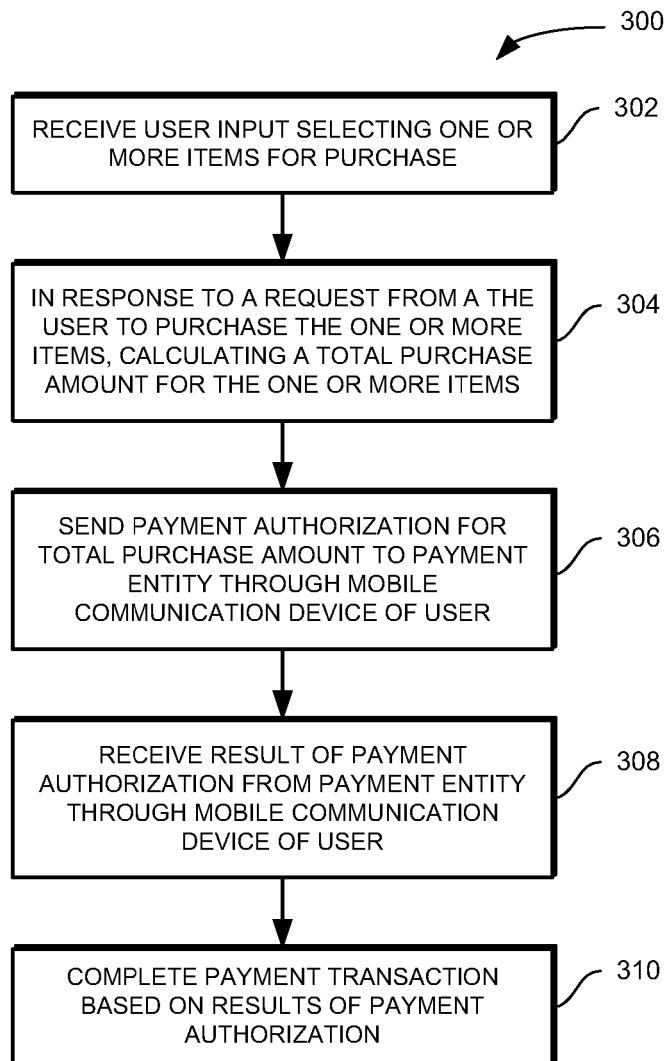 300
RECEIVE USER INPUT SELECTING ONE OR
MORE ITEMS FOR PURCHASE
302
IN RESPONSE TO A REQUEST FROM A THE
USER TO PURCHASE THE ONE OR MORE
ITEMS, CALCULATING A TOTAL PURCHASE
AMOUNT FOR THE ONE OR MORE ITEMS
304
SEND PAYMENT AUTHORIZATION FOR
TOTAL PURCHASE AMOUNT TO PAYMENT
ENTITY THROUGH MOBILE
COMMUNICATION DEVICE OF USER
306
RECEIVE RESULT OF PAYMENT
AUTHORIZATION FROM PAYMENT ENTITY
THROUGH MOBILE COMMUNICATION
DEVICE OF USER
308
COMPLETE PAYMENT TRANSACTION
BASED ON RESULTS OF PAYMENT
AUTHORIZATION
310